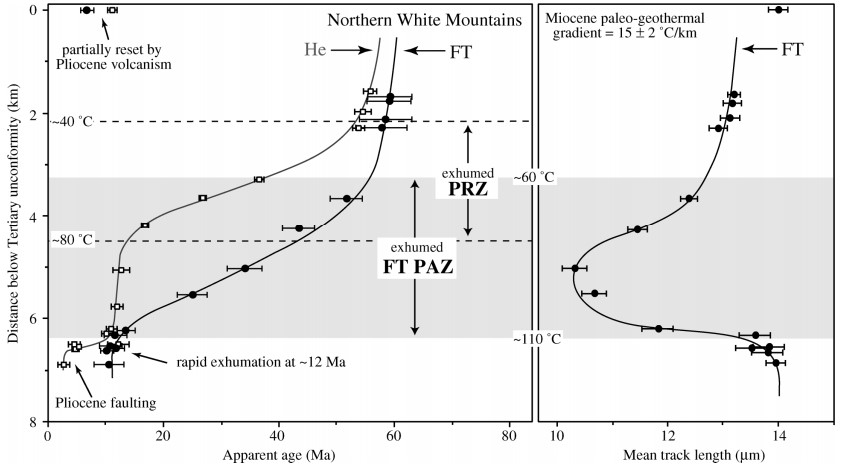 Northern White Mountains
He
FT
partially reset by
Pliocene volcanism
~40 °C
~80 °C
exhumed
PRZ
exhumed
FT PAZ
rapid exhumation at ~12 Ma
Pliocene faulting
0
2
4
6
8
Distance below Tertiary unconformity (km)
0
20
40
60
80
Apparent age (Ma)
Miocene paleo-geothermal
gradient = 15 ± 2 °C/km
FT
~60 °C
~110 °C
10
12
14
Mean track length (µm)